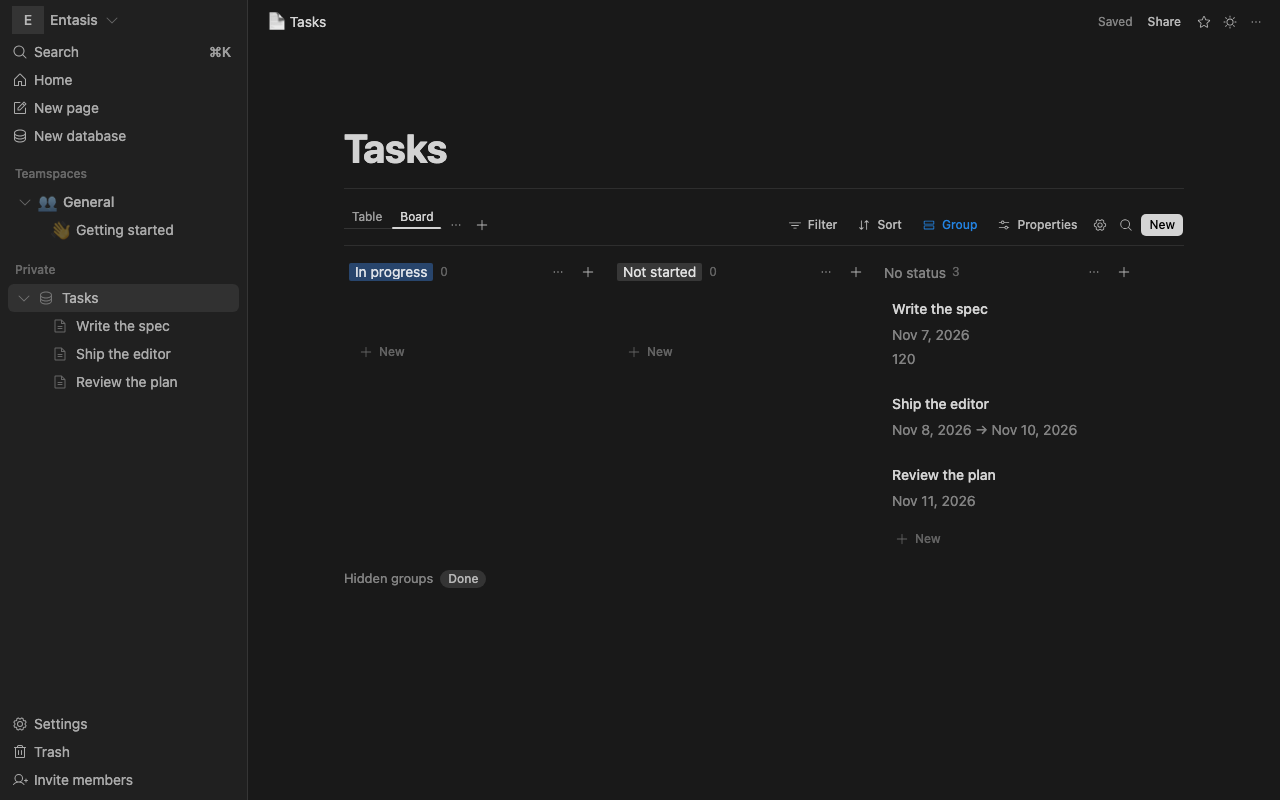 E Entasis
Search ⌘K
Home
New page
New database
Teamspaces
General
Getting started
Private
Tasks
Write the spec
Ship the editor
Review the plan
Settings
Trash
Invite members
Tasks
Saved Share
Tasks
Table Board
Filter Sort Group Properties New
In progress 0
New
Not started 0
New
No status 3
Write the spec
Nov 7, 2026
120
Ship the editor
Nov 8, 2026 → Nov 10, 2026
Review the plan
Nov 11, 2026
New
Hidden groups Done